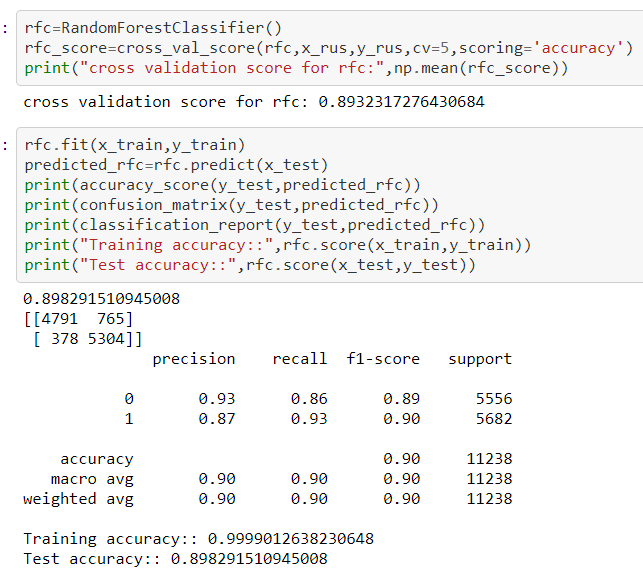 : rfc=RandomForestClassifier()
rfc_score=cross_val_score(rfc,x_rus,y_rus,cv=5,scoring='accuracy')
print("cross validation score for rfc:",np.mean(rfc_score))
cross validation score for rfc: 0.8932317276430684
: rfc.fit(x_train,y_train)
predicted_rfc=rfc.predict(x_test)
print(accuracy_score(y_test,predicted_rfc))
print(confusion_matrix(y_test,predicted_rfc))
print(classification_report(y_test,predicted_rfc))
print("Training accuracy::",rfc.score(x_train,y_train))
print("Test accuracy::",rfc.score(x_test,y_test))
0.898291510945008
[[4791  765]
 [ 378 5304]]
              precision    recall  f1-score   support
           0       0.93      0.86      0.89      5556
           1       0.87      0.93      0.90      5682
    accuracy                           0.90     11238
   macro avg       0.90      0.90      0.90     11238
weighted avg       0.90      0.90      0.90     11238
Training accuracy:: 0.9999012638230648
Test accuracy:: 0.898291510945008